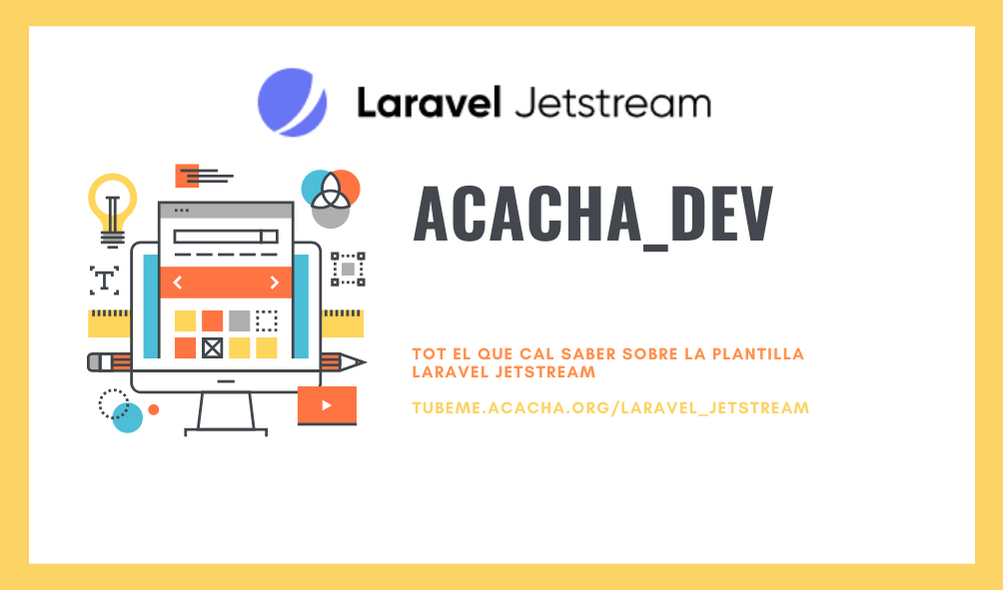 Laravel Jetstream
ACACHA_DEV
T
TOT EL QUE CAL SABER SOBRE LA PLANTILLA
LARAVEL JETSTREAM
TUBEME.ACACHA.ORG/LARAVEL_JETSTREAM